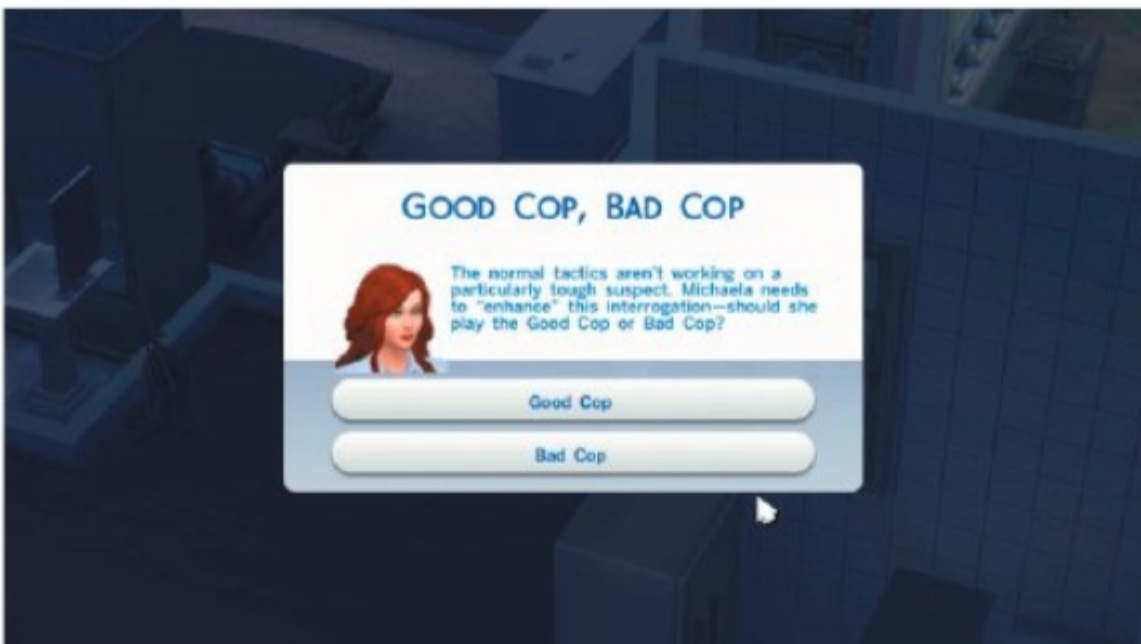 GOOD COP, BAD COP
The normal tactics aren't working on a
particularly tough suspect. Michaela needs
to "enhance" this interrogation—should she
play the Good Cop or Bad Cop?
Good Cop
Bad Cop